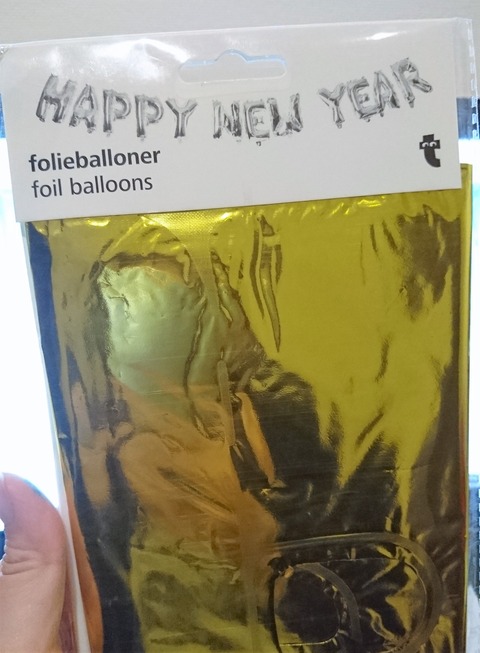 HAPPY NEW YEAR
folieballoner
foil balloons
t